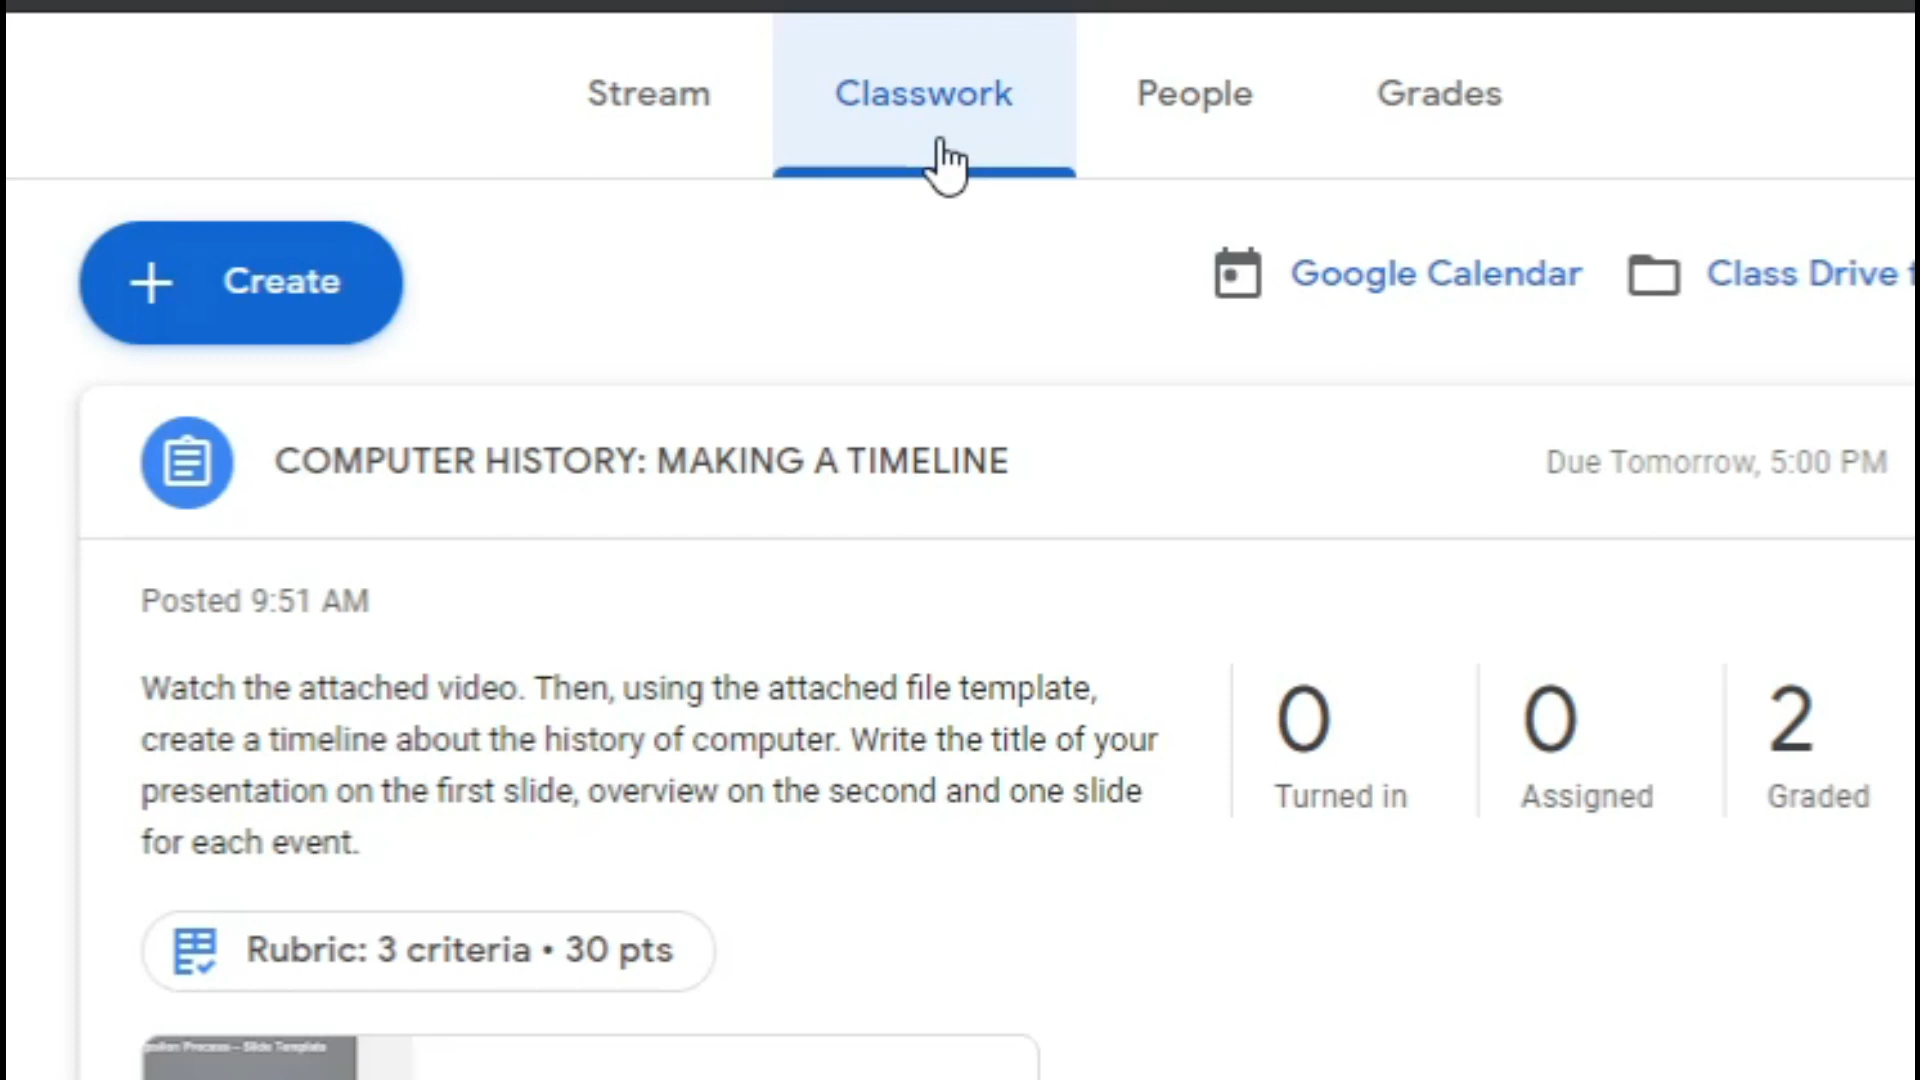 Stream Classwork People Grades
Create
Google Calendar Class Drive
COMPUTER HISTORY: MAKING A TIMELINE
Due Tomorrow, 5:00 PM
Posted 9:51 AM
Watch the attached video. Then, using the attached file template,
create a timeline about the history of computer. Write the title of your
presentation on the first slide, overview on the second and one slide
for each event.
0 0 2
Turned in Assigned Graded
Rubric: 3 criteria • 30 pts
Process – Slide Template